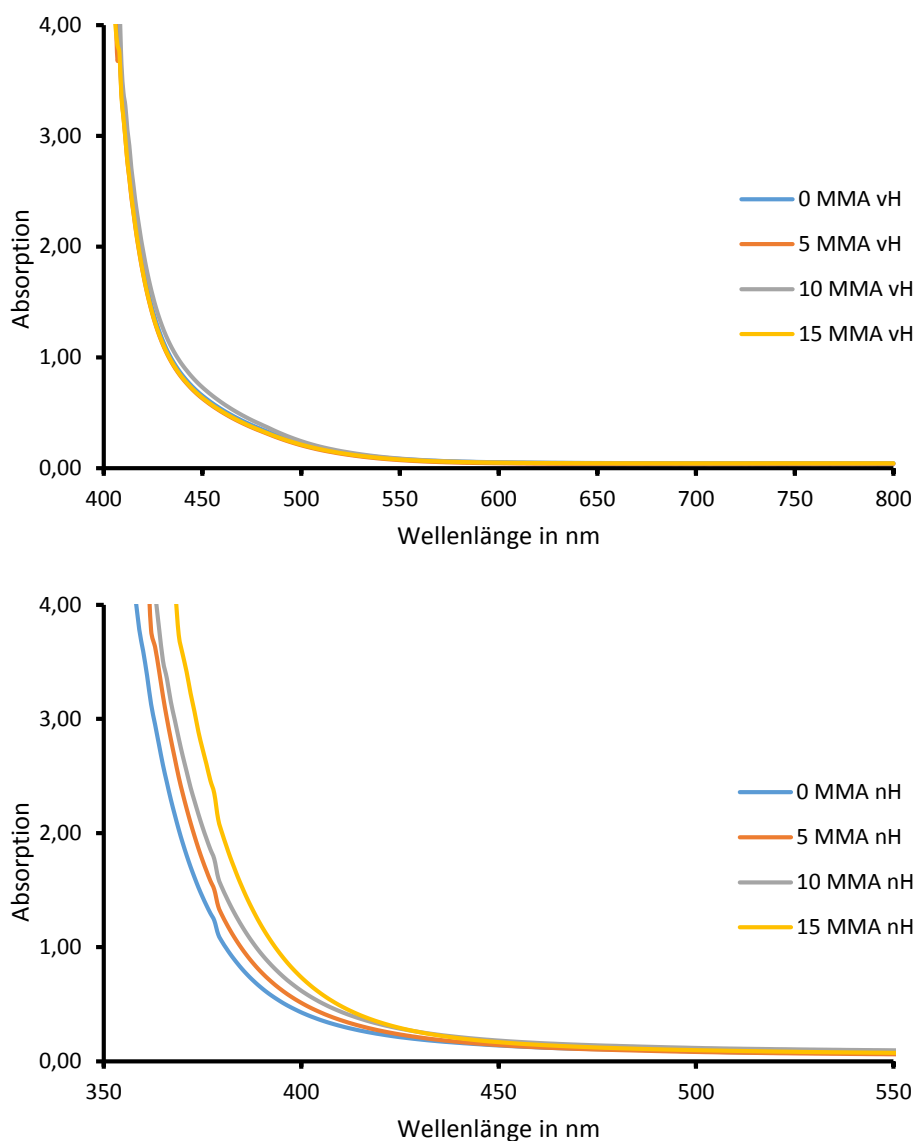 4,00
3,00
2,00
1,00
0,00
Absorption
400 450 500 550 600 650 700 750 800
Wellenlänge in nm
0 MMA vH
5 MMA vH
10 MMA vH
15 MMA vH
4,00
3,00
2,00
1,00
0,00
Absorption
350 400 450 500 550
Wellenlänge in nm
0 MMA nH
5 MMA nH
10 MMA nH
15 MMA nH